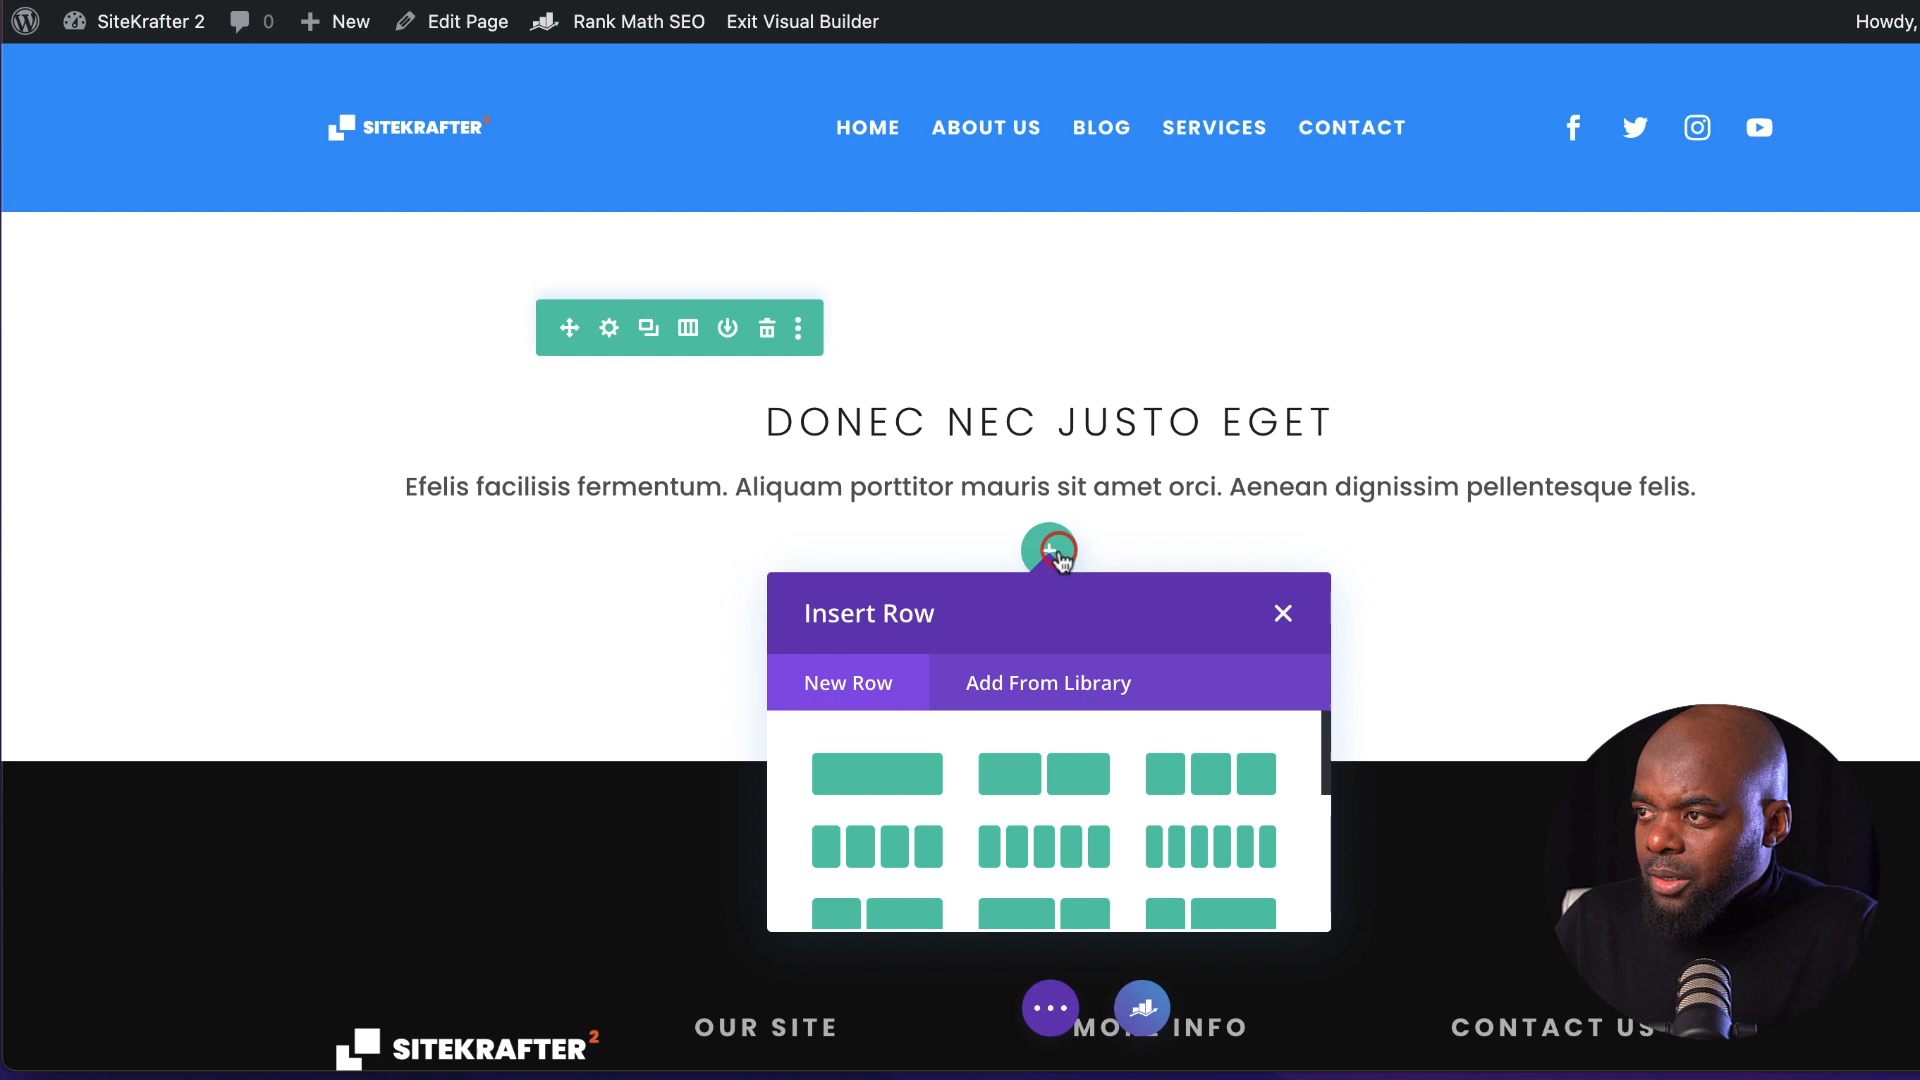 SiteKrafter 2 0 New Edit Page Rank Math SEO Exit Visual Builder Howdy,
SITEKRAFTER2 HOME ABOUT US BLOG SERVICES CONTACT
DONEC NEC JUSTO EGET
Efelis facilisis fermentum. Aliquam porttitor mauris sit amet orci. Aenean dignissim pellentesque felis.
Insert Row
New Row Add From Library
OUR SITE INFO CONTACT US
SITEKRAFTER2